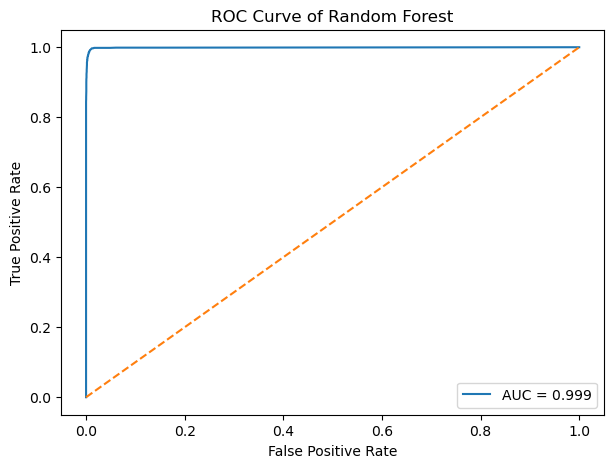 ROC Curve of Random Forest
True Positive Rate
1.0
0.8
0.6
0.4
0.2
0.0
AUC = 0.999
0.0 0.2 0.4 0.6 0.8 1.0
False Positive Rate